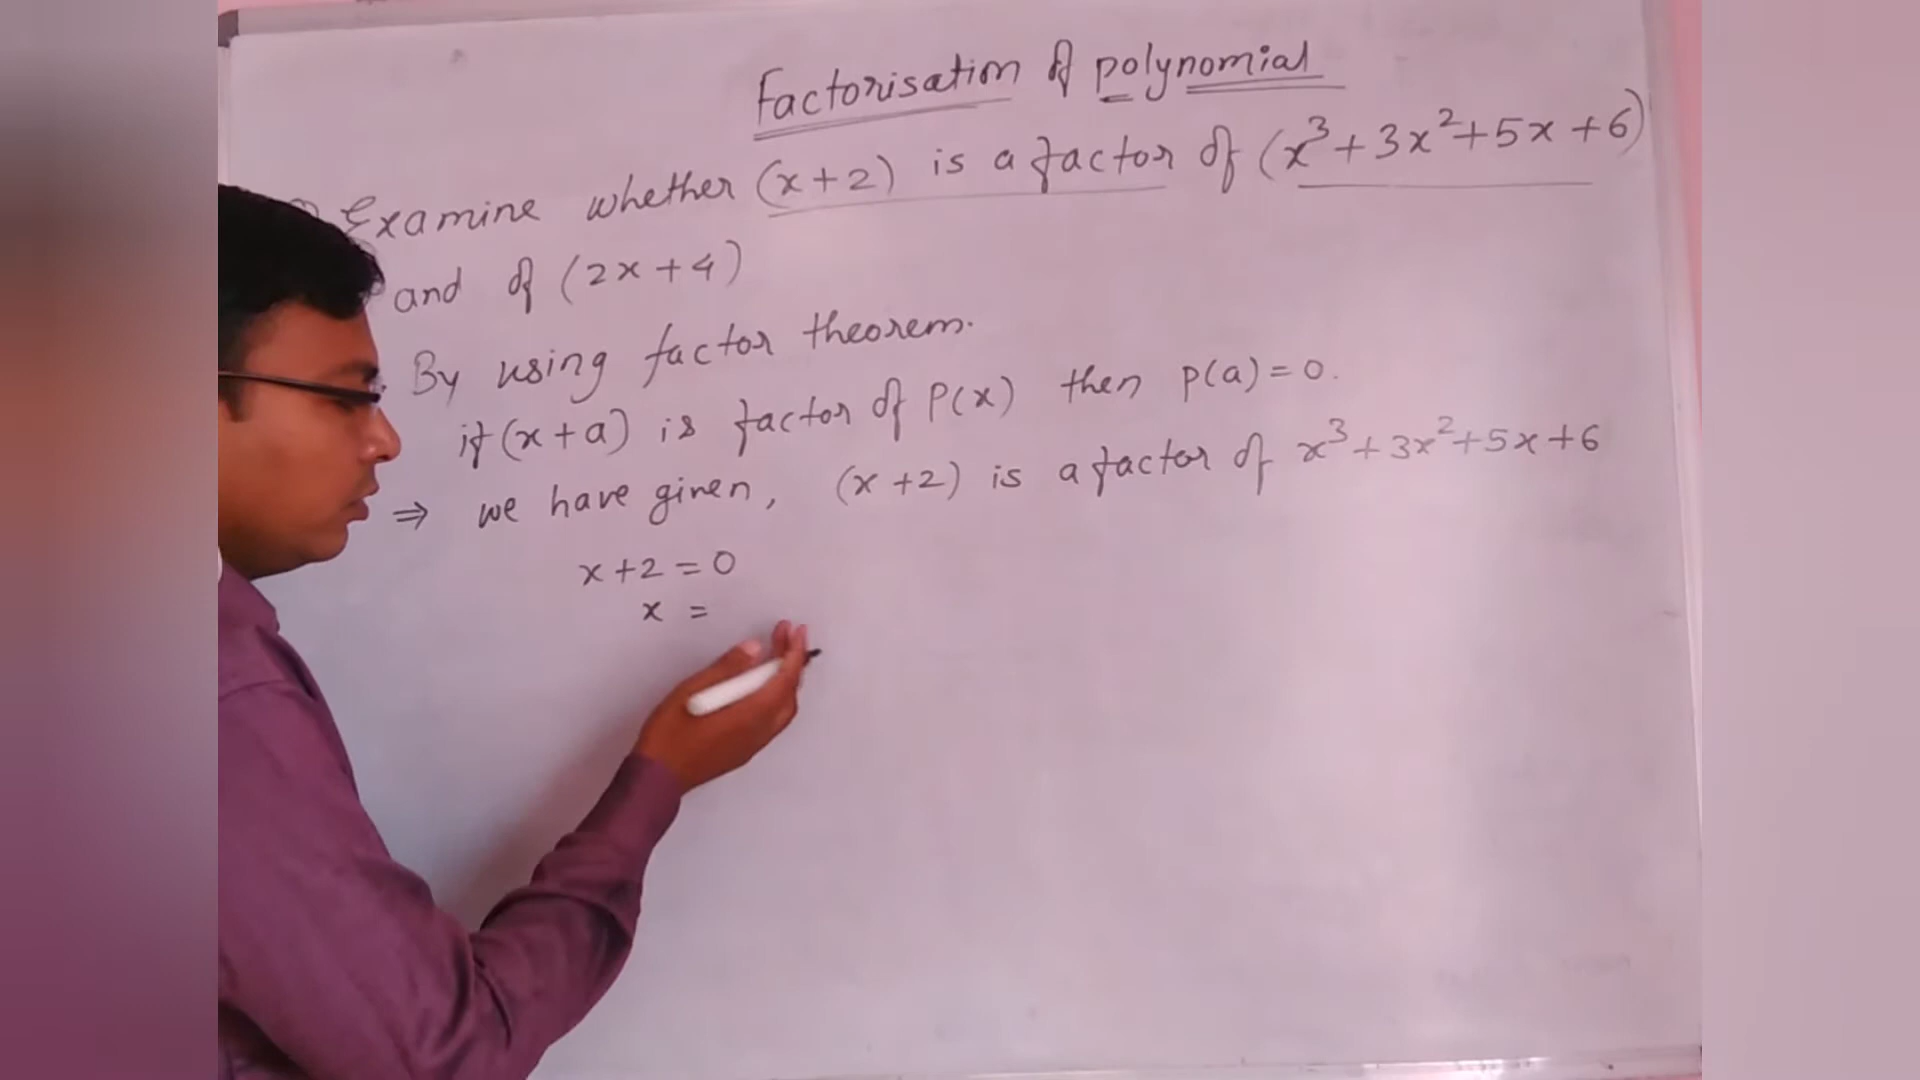 Factorisation of polynomial
Examine whether (x+2) is a factor of (x³+3x²+5x+6)
and of (2x+4)
By using factor theorem.
if (x+a) is factor of P(x) then p(a)=0.
⇒ we have given, (x+2) is a factor of x³+3x²+5x+6
x+2=0
x =